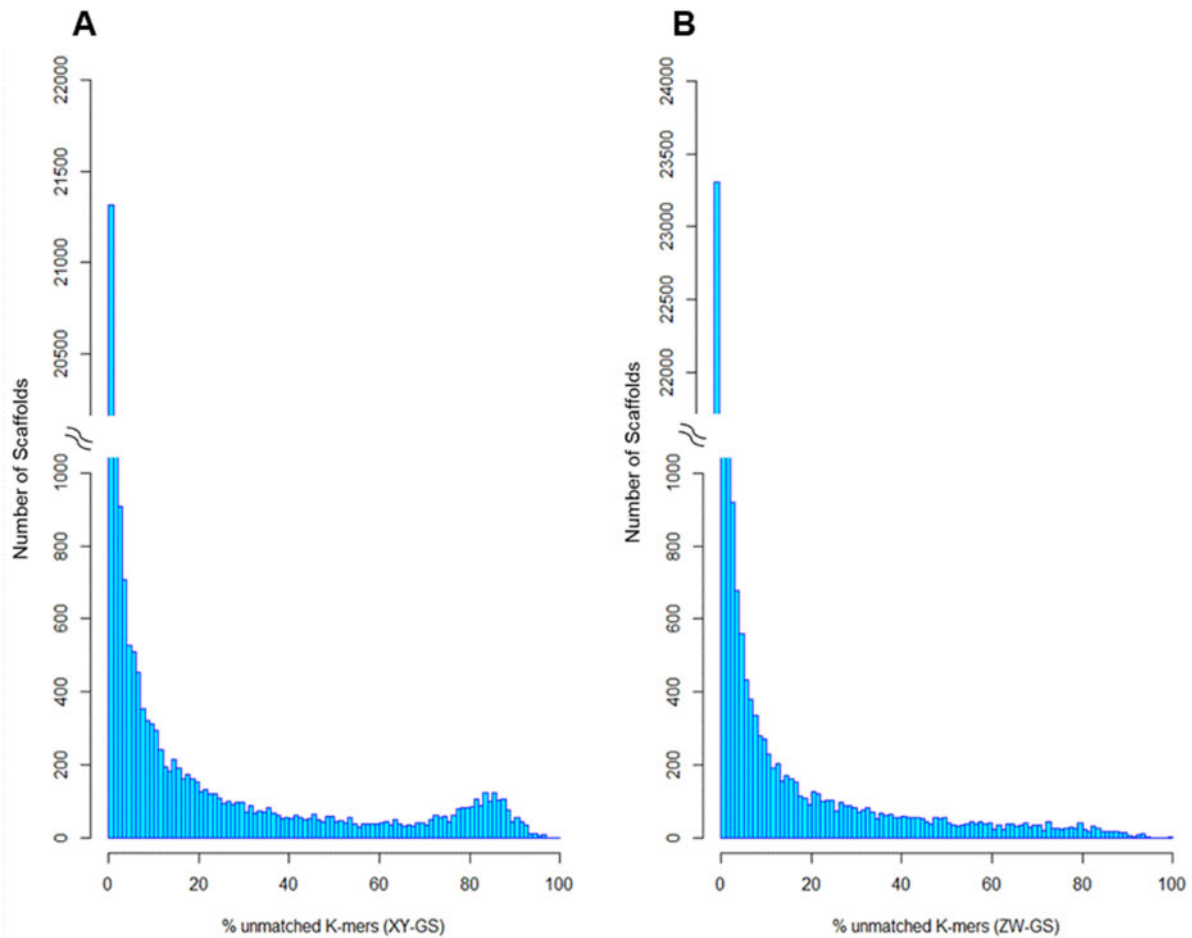 A
B
Number of Scaffolds
22000
21500
21000
20500
1000
800
600
400
200
0
0 20 40 60 80 100
% unmatched K-mers (XY-GS)
Number of Scaffolds
24000
23500
23000
22500
22000
1000
800
600
400
200
0
0 20 40 60 80 100
% unmatched K-mers (ZW-GS)